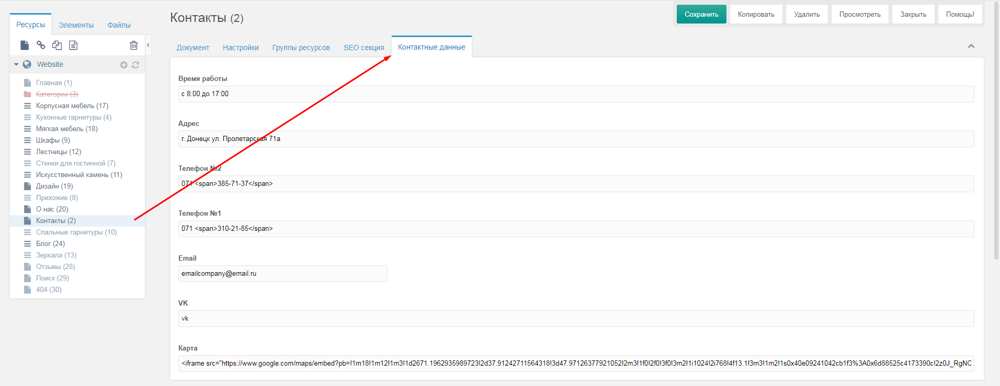 Ресурсы Элементы Файлы
Website
Главная (1)
Категории (3)
Корпусная мебель (17)
Кухонные гарнитуры (4)
Мягкая мебель (18)
Шкафы (9)
Лестницы (12)
Стенки для гостинной (7)
Искусственный камень (11)
Дизайн (19)
Прихожие (8)
О нас (20)
Контакты (2)
Спальные гарнитуры (10)
Блог (24)
Зеркала (13)
Отзывы (28)
Поиск (29)
404 (30)
Контакты (2)
Сохранить Копировать Удалить Просмотреть Закрыть Помощь!
Документ Настройки Группы ресурсов SEO секция Контактные данные
Время работы
с 8:00 до 17:00
Адрес
г. Донецк ул. Пролетарская 71а
Телефон №2
071 <span>385-71-37</span>
Телефон №1
071 <span>310-21-85</span>
Email
emailcompany@email.ru
VK
vk
Карта
<iframe src="https://www.google.com/maps/embed?pb=!1m18!1m12!1m3!1d2671.1962935989723!2d37.91242711564318!3d47.97126377921052!2m3!1f0!2f0!3f0!3m2!1i1024!2i768!4f13.1!3m3!1m2!1s0x40e09241042cb1f3%3A0x6d88525c4173390c!2z0J_RgNC